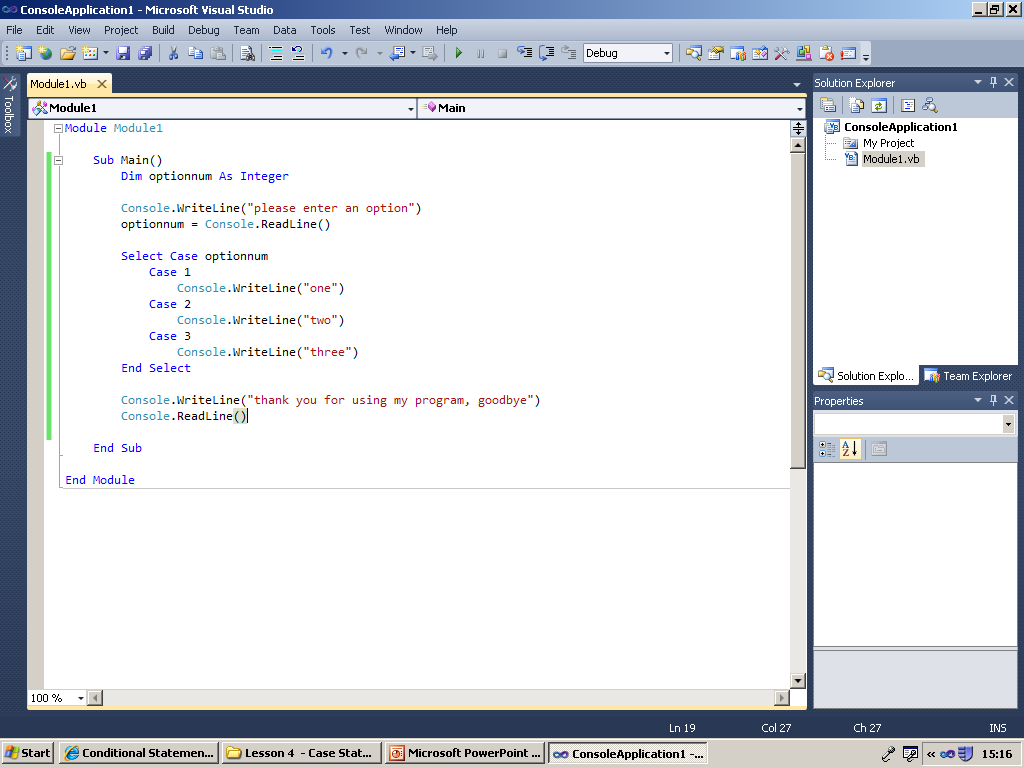 ConsoleApplication1 - Microsoft Visual Studio
File Edit View Project Build Debug Team Data Tools Test Window Help
Debug
Toolbox
Module1.vb
Module1 Main
Module Module1
Sub Main()
Dim optionnum As Integer
Console.WriteLine("please enter an option")
optionnum = Console.ReadLine()
Select Case optionnum
Case 1
Console.WriteLine("one")
Case 2
Console.WriteLine("two")
Case 3
Console.WriteLine("three")
End Select
Console.WriteLine("thank you for using my program, goodbye")
Console.ReadLine()
End Sub
End Module
100 %
Solution Explorer
ConsoleApplication1
My Project
Module1.vb
Solution Explo... Team Explorer
Properties
Ln 19 Col 27 Ch 27 INS
Start Conditional Statemen... Lesson 4 - Case Stat... Microsoft PowerPoint ... ConsoleApplication1 -... « 15:16